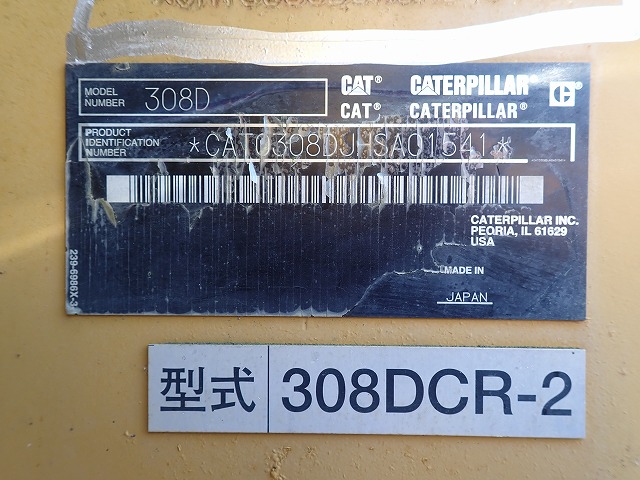 MODEL NUMBER 308D
CAT® CATERPILLAR®
CAT® CATERPILLAR®
PRODUCT IDENTIFICATION NUMBER *CAT0308DJHSA01541*
CATERPILLAR INC.
PEORIA, IL 61629
USA
MADE IN
JAPAN
型式 308DCR-2